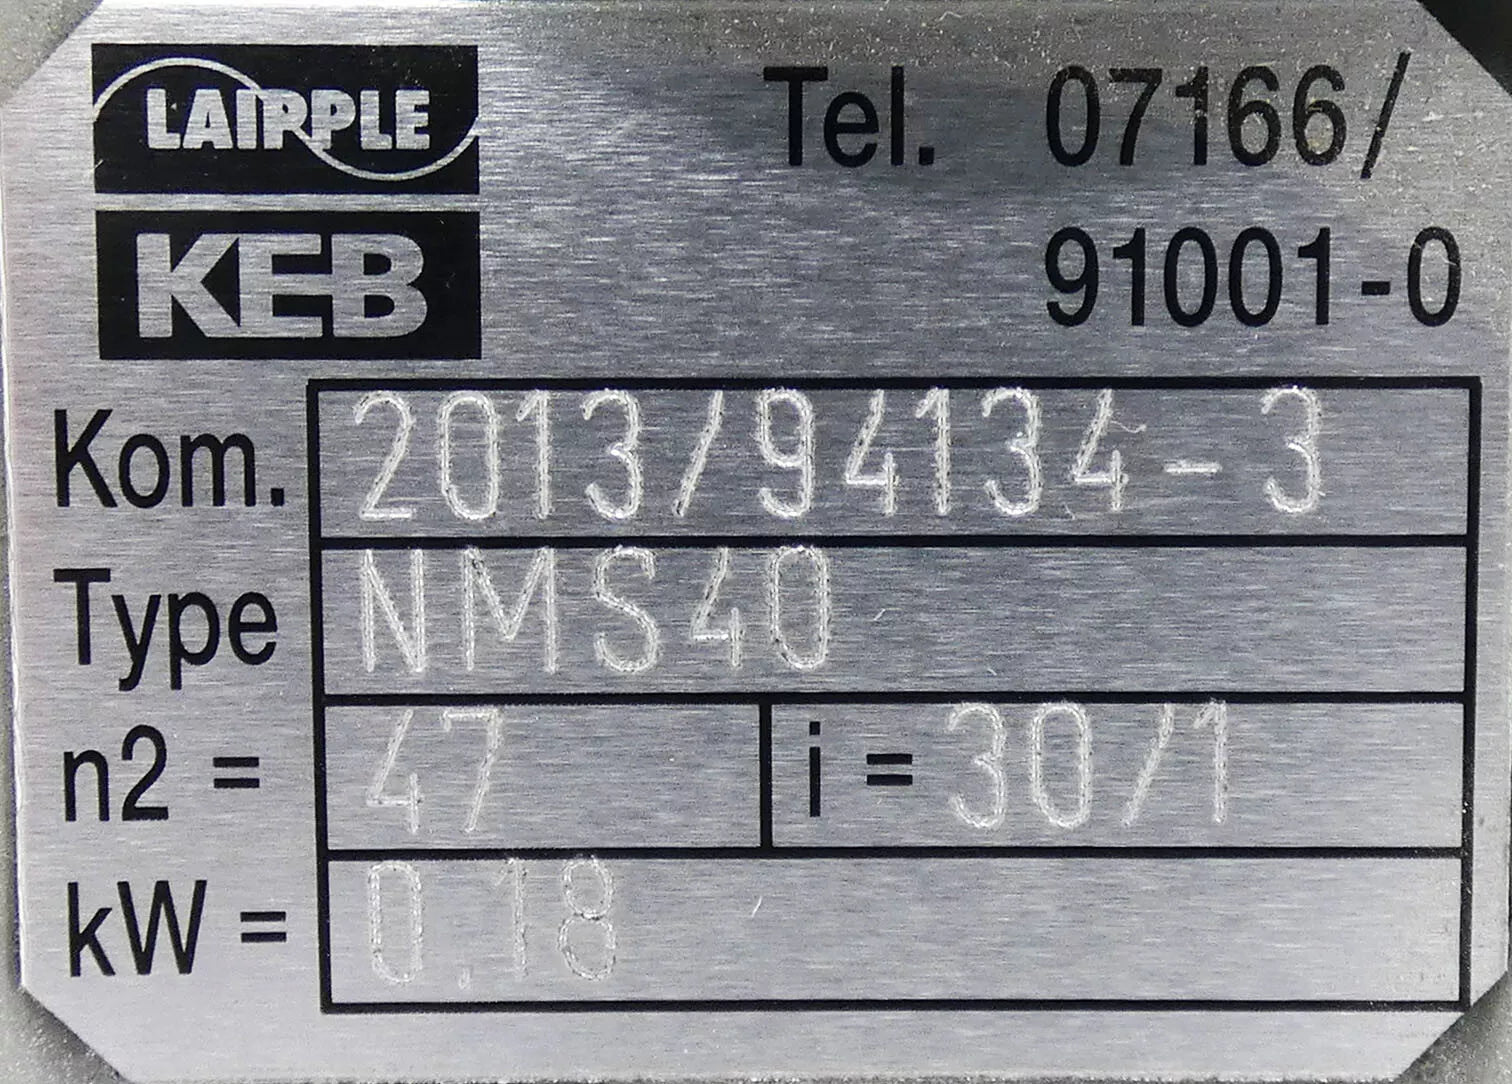 LAIPPLE
KEB
Tel. 07166/
91001-0
Kom. 2013/94134-3
Type NMS40
n2 = 47 i = 30/1
kW = 0.18